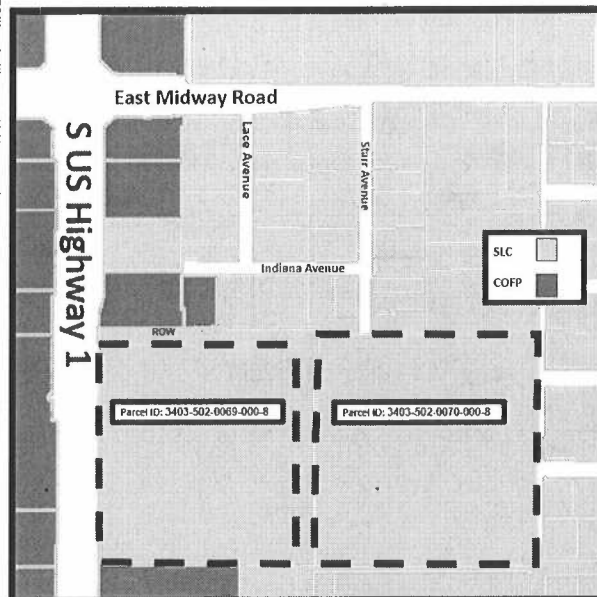 East Midway Road
S US Highway 1
Lace Avenue
Starr Avenue
SLC
COFP
Indiana Avenue
ROW
Parcel ID: 3403-502-0069-000-8
Parcel ID: 3403-502-0070-000-8